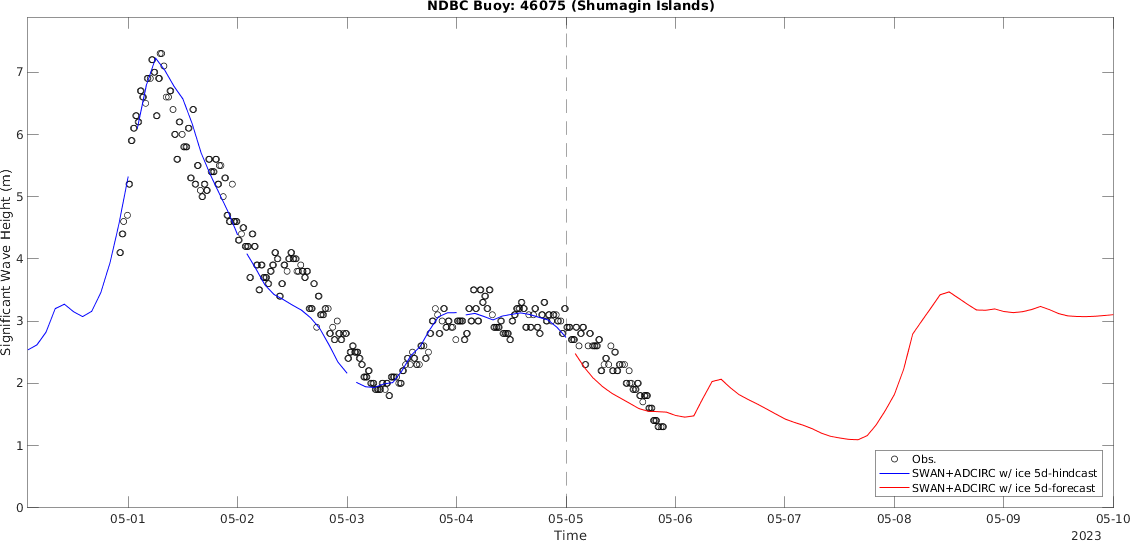 NDBC Buoy: 46075 (Shumagin Islands)
Significant Wave Height (m)
7
6
5
4
3
2
1
0
Obs.
SWAN+ADCIRC w/ ice 5d-hindcast
SWAN+ADCIRC w/ ice 5d-forecast
05-01 05-02 05-03 05-04 05-05 05-06 05-07 05-08 05-09 05-10
Time
2023